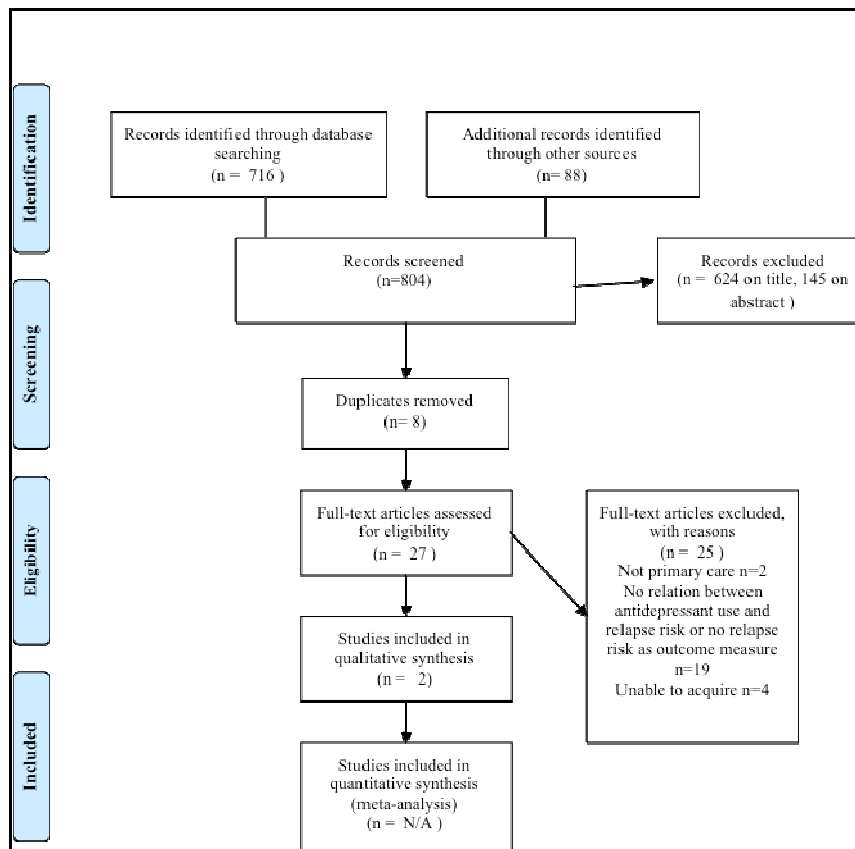 Identification
Records identified through database
searching
(n = 716 )
Additional records identified
through other sources
(n= 88)
Records screened
(n=804)
Records excluded
(n = 624 on title, 145 on
abstract )
Screening
Duplicates removed
(n= 8)
Eligibility
Full-text articles assessed
for eligibility
(n = 27 )
Full-text articles excluded,
with reasons
(n = 25 )
Not primary care n=2
No relation between
antidepressant use and
relapse risk or no relapse
risk as outcome measure
n=19
Unable to acquire n=4
Studies included in
qualitative synthesis
(n = 2)
Included
Studies included in
quantitative synthesis
(meta-analysis)
(n = N/A )